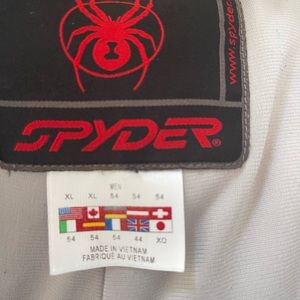 www.spyder
SPYDER®
MEN
XL XL 54 54 54
54 54 54 44 XO
MADE IN VIETNAM
FABRIQUÉ AU VIETNAM